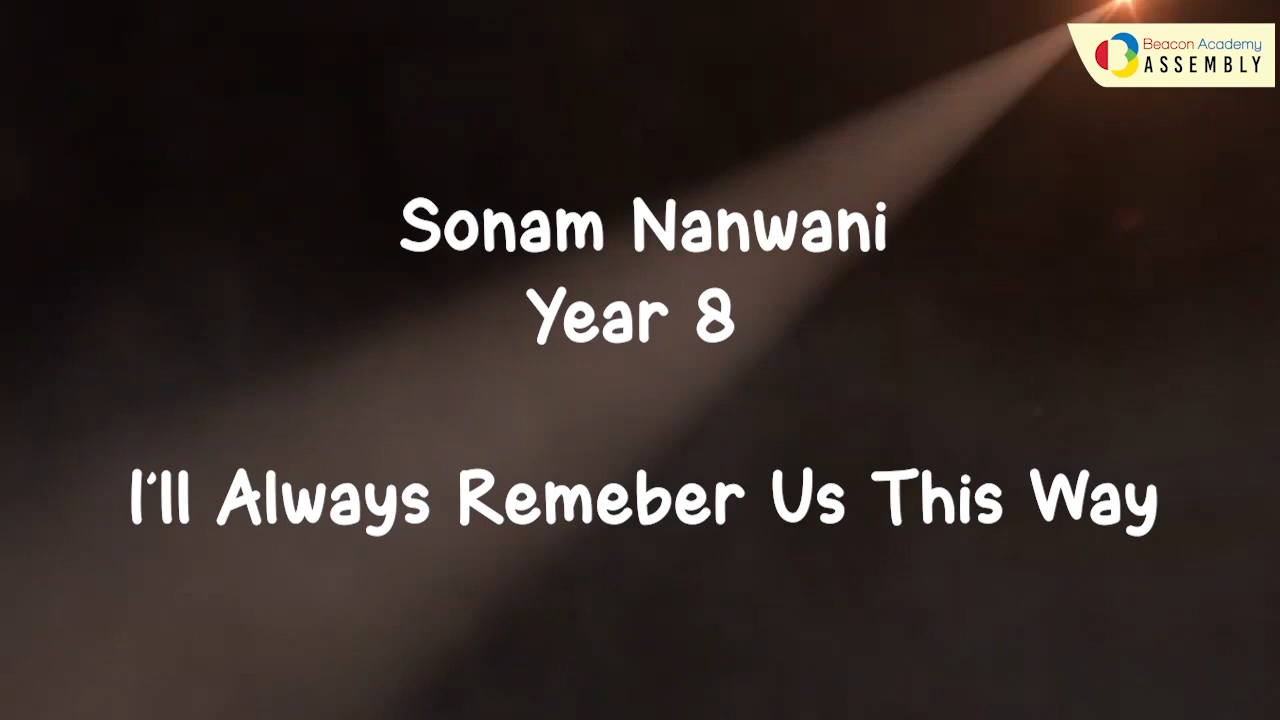 Beacon Academy
ASSEMBLY
Sonam Nanwani
Year 8
I'll Always Remeber Us This Way